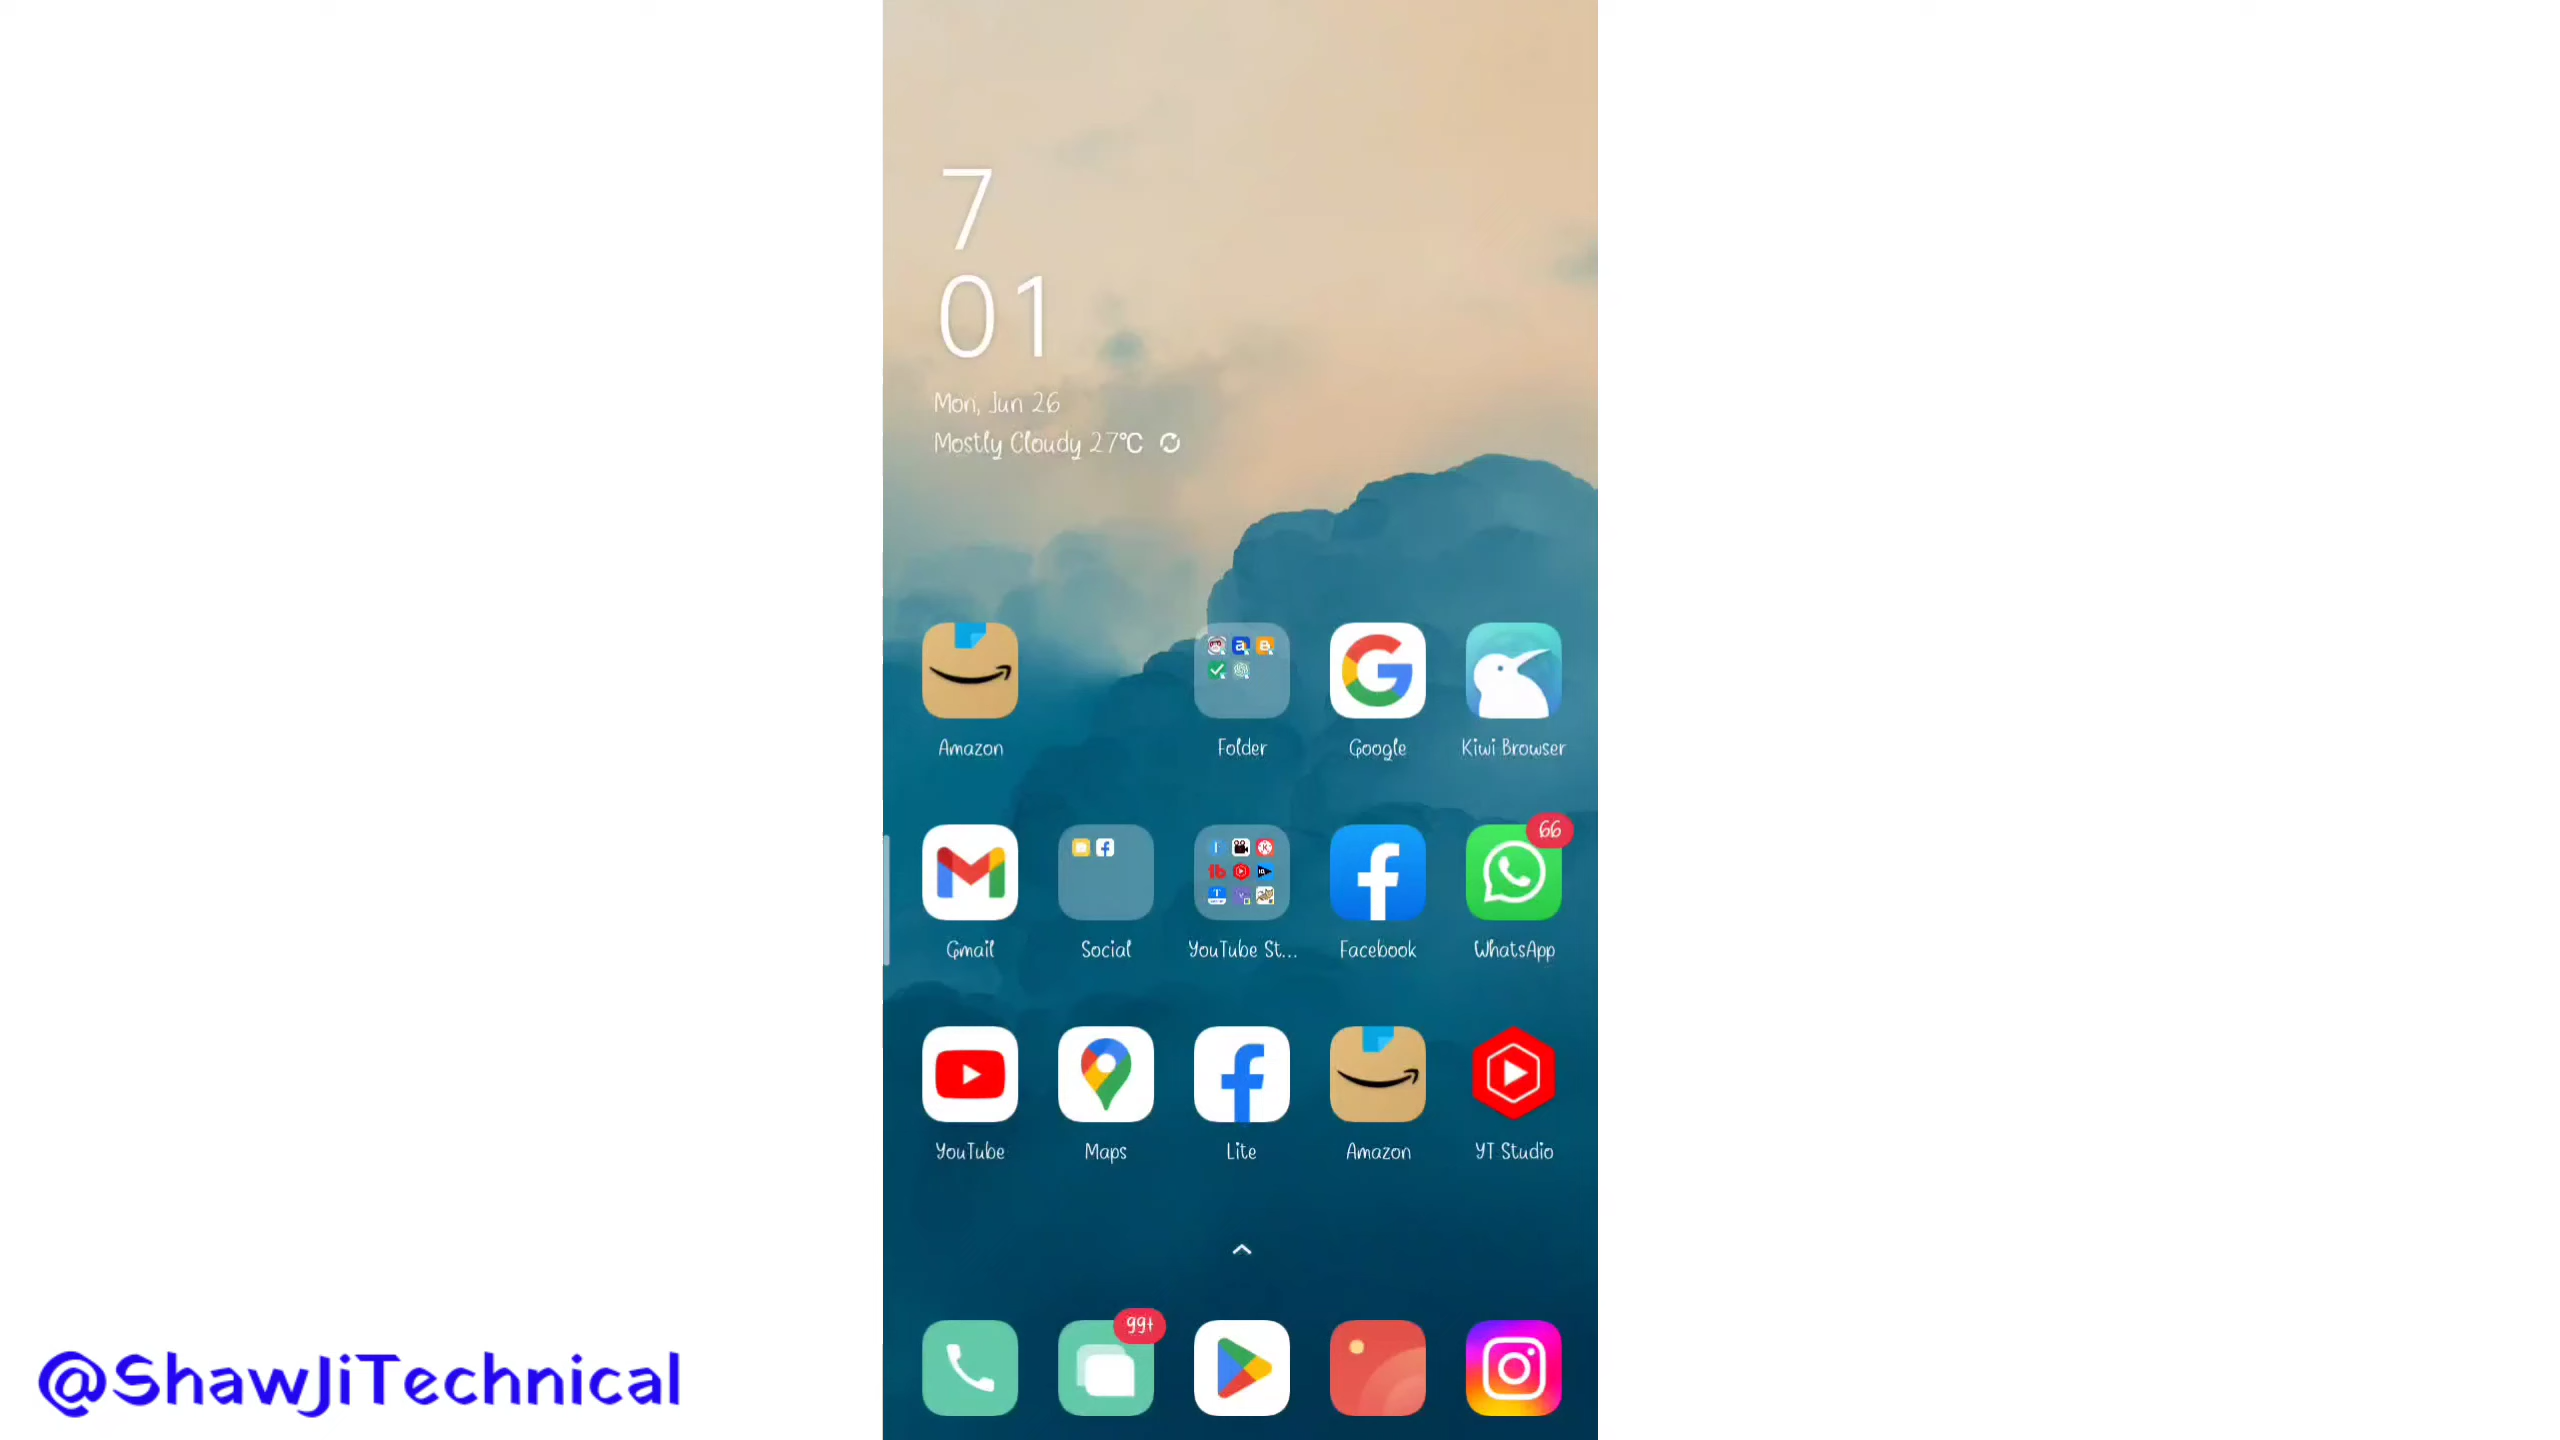 7
01
Mon, Jun 26
Mostly Cloudy 27°C
Amazon
Folder
Google
Kiwi Browser
66
Gmail
Social
YouTube St...
Facebook
WhatsApp
YouTube
Maps
Lite
Amazon
YT Studio
99+
@ShawJiTechnical